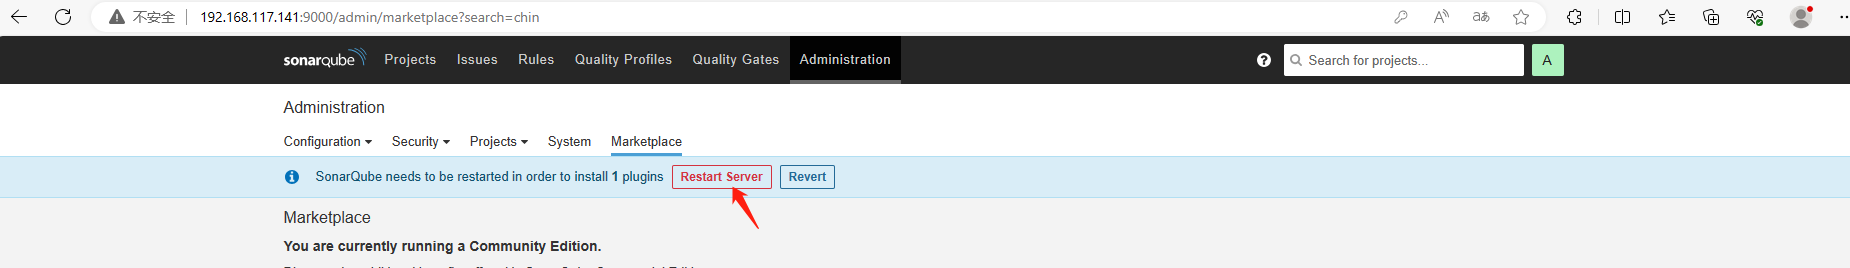 不安全 192.168.117.141:9000/admin/marketplace?search=chin A aあ
sonarqube Projects Issues Rules Quality Profiles Quality Gates Administration ? Search for projects... A
Administration
Configuration Security Projects System Marketplace
SonarQube needs to be restarted in order to install 1 plugins Restart Server Revert
Marketplace
You are currently running a Community Edition.